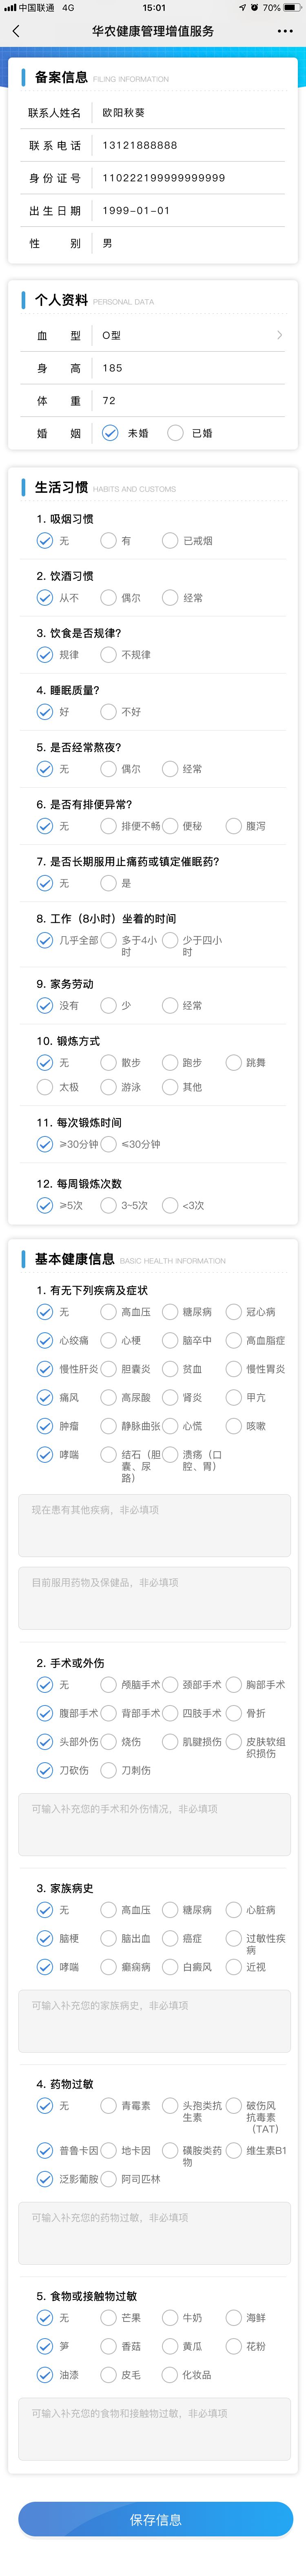 中国联通 4G 15:01 70%
华农健康管理增值服务
备案信息 FILING INFORMATION
联系人姓名 欧阳秋葵
联系电话 13121888888
身份证号 110222199999999999
出生日期 1999-01-01
性别 男
个人资料 PERSONAL DATA
血型 O型
身高 185
体重 72
婚姻 未婚 已婚
生活习惯 HABITS AND CUSTOMS
1. 吸烟习惯
无 有 已戒烟
2. 饮酒习惯
从不 偶尔 经常
3. 饮食是否规律?
规律 不规律
4. 睡眠质量?
好 不好
5. 是否经常熬夜?
无 偶尔 经常
6. 是否有排便异常?
无 排便不畅 便秘 腹泻
7. 是否长期服用止痛药或镇定催眠药?
无 是
8. 工作（8小时）坐着的时间
几乎全部 多于4小时 少于四小时
9. 家务劳动
没有 少 经常
10. 锻炼方式
无 散步 跑步 跳舞
太极 游泳 其他
11. 每次锻炼时间
≥30分钟 ≤30分钟
12. 每周锻炼次数
≥5次 3~5次 <3次
基本健康信息 BASIC HEALTH INFORMATION
1. 有无下列疾病及症状
无 高血压 糖尿病 冠心病
心绞痛 心梗 脑卒中 高血脂症
慢性肝炎 胆囊炎 贫血 慢性胃炎
痛风 高尿酸 肾炎 甲亢
肿瘤 静脉曲张 心慌 咳嗽
哮喘 结石（胆囊、尿路） 溃疡（口腔、胃）
现在患有其他疾病，非必填项
目前服用药物及保健品，非必填项
2. 手术或外伤
无 颅脑手术 颈部手术 胸部手术
腹部手术 背部手术 四肢手术 骨折
头部外伤 烧伤 肌腱损伤 皮肤软组织损伤
刀砍伤 刀刺伤
可输入补充您的手术和外伤情况，非必填项
3. 家族病史
无 高血压 糖尿病 心脏病
脑梗 脑出血 癌症 过敏性疾病
哮喘 癫痫病 白癜风 近视
可输入补充您的家族病史，非必填项
4. 药物过敏
无 青霉素 头孢类抗生素 破伤风抗毒素（TAT）
普鲁卡因 地卡因 磺胺类药物 维生素B1
泛影葡胺 阿司匹林
可输入补充您的药物过敏，非必填项
5. 食物或接触物过敏
无 芒果 牛奶 海鲜
笋 香菇 黄瓜 花粉
油漆 皮毛 化妆品
可输入补充您的食物和接触物过敏，非必填项
保存信息